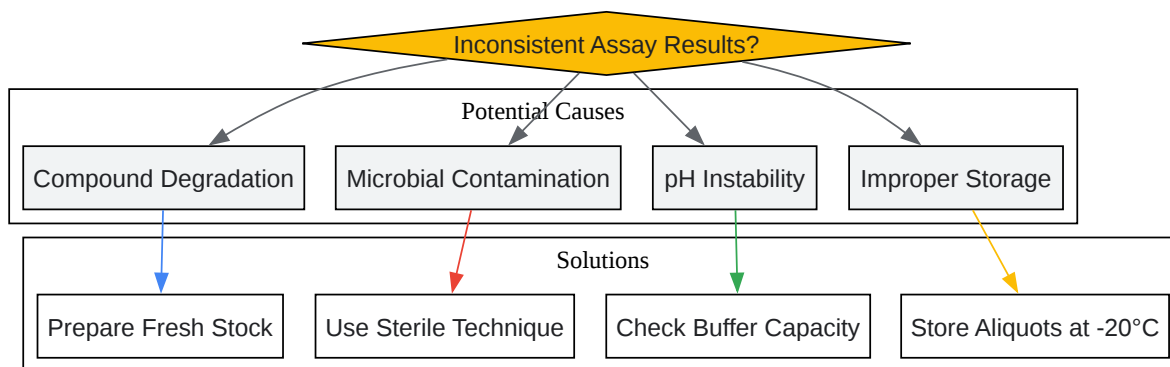 Inconsistent Assay Results?
Potential Causes
Compound Degradation
Microbial Contamination
pH Instability
Improper Storage
Solutions
Prepare Fresh Stock
Use Sterile Technique
Check Buffer Capacity
Store Aliquots at -20°C